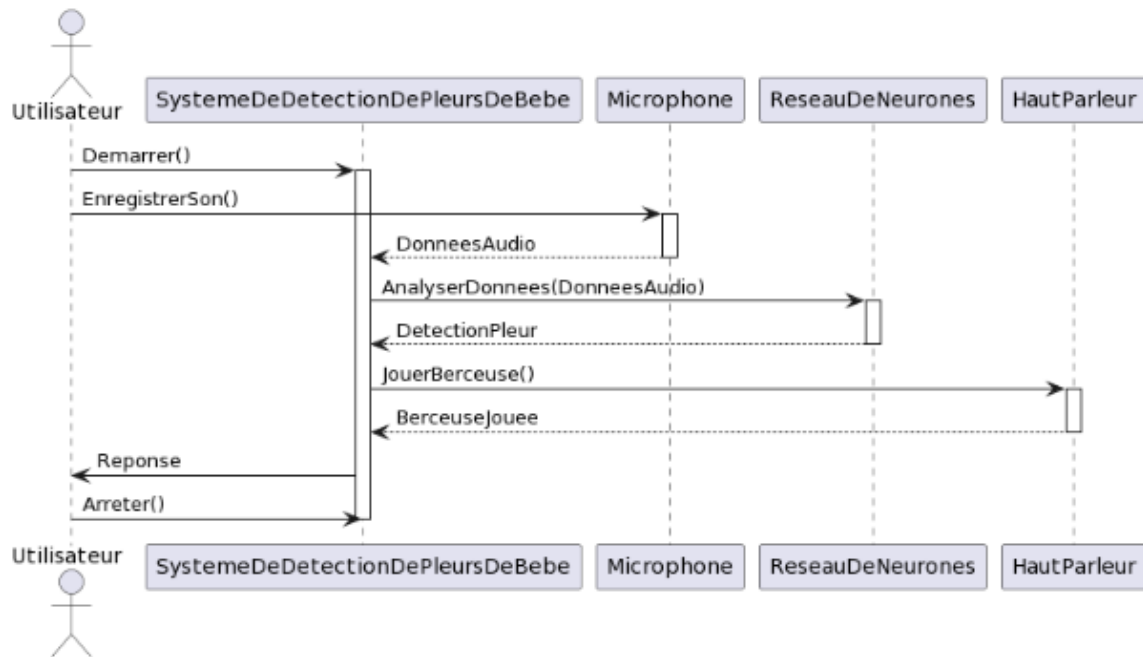 Utilisateur
SystemeDeDetectionDePleursDeBebe
Microphone
ReseauDeNeurones
HautParleur
Demarrer()
EnregistrerSon()
DonneesAudio
AnalyserDonnees(DonneesAudio)
DetectionPleur
JouerBerceuse()
BerceuseJouee
Reponse
Arreter()
Utilisateur
SystemeDeDetectionDePleursDeBebe
Microphone
ReseauDeNeurones
HautParleur